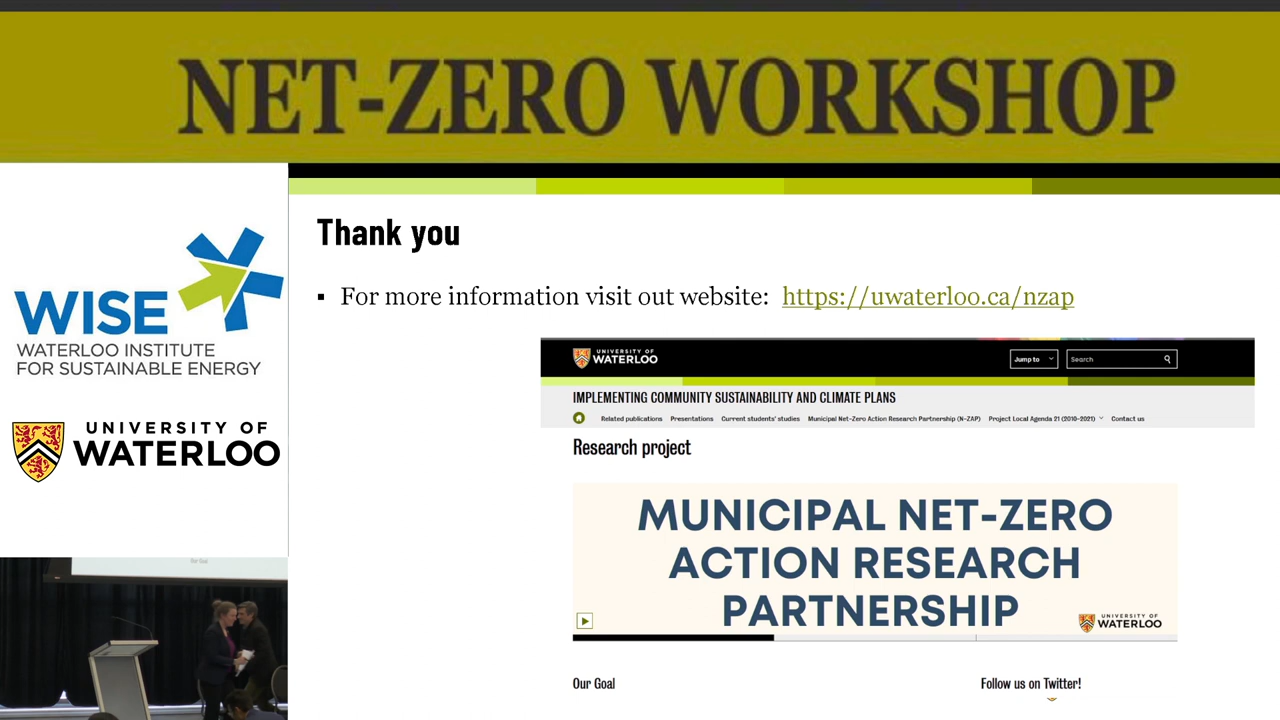 NET-ZERO WORKSHOP
WISE
WATERLOO INSTITUTE
FOR SUSTAINABLE ENERGY
UNIVERSITY OF
WATERLOO
Thank you
▪ For more information visit out website: https://uwaterloo.ca/nzap
UNIVERSITY OF
WATERLOO
Jump to
Search
IMPLEMENTING COMMUNITY SUSTAINABILITY AND CLIMATE PLANS
Related publications Presentations Current students' studies Municipal Net-Zero Action Research Partnership (N-ZAP) Project Local Agenda 21 (2010-2021) Contact us
Research project
MUNICIPAL NET-ZERO
ACTION RESEARCH
PARTNERSHIP
UNIVERSITY OF
WATERLOO
Our Goal
Follow us on Twitter!
Our Goal